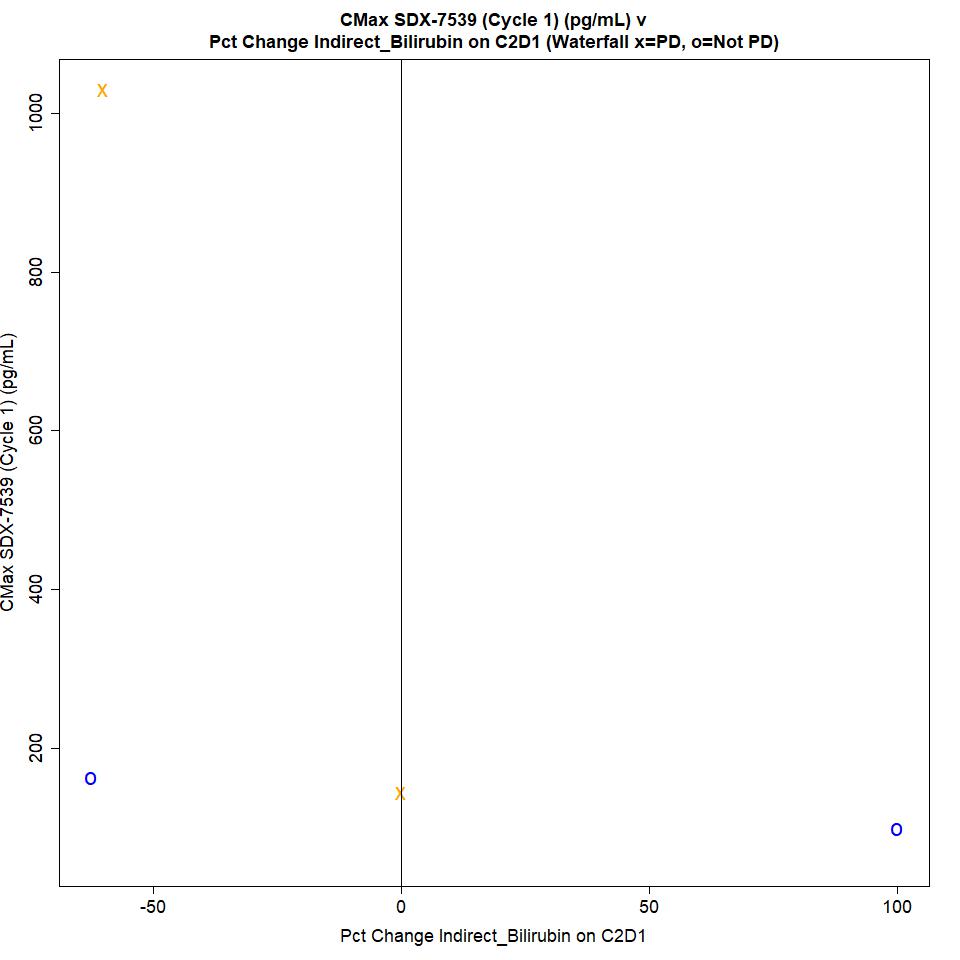 CMax SDX-7539 (Cycle 1) (pg/mL) v
Pct Change Indirect_Bilirubin on C2D1 (Waterfall x=PD, o=Not PD)
CMax SDX-7539 (Cycle 1) (pg/mL)
1000
800
600
400
200
X
O
X
O
-50
0
50
100
Pct Change Indirect_Bilirubin on C2D1